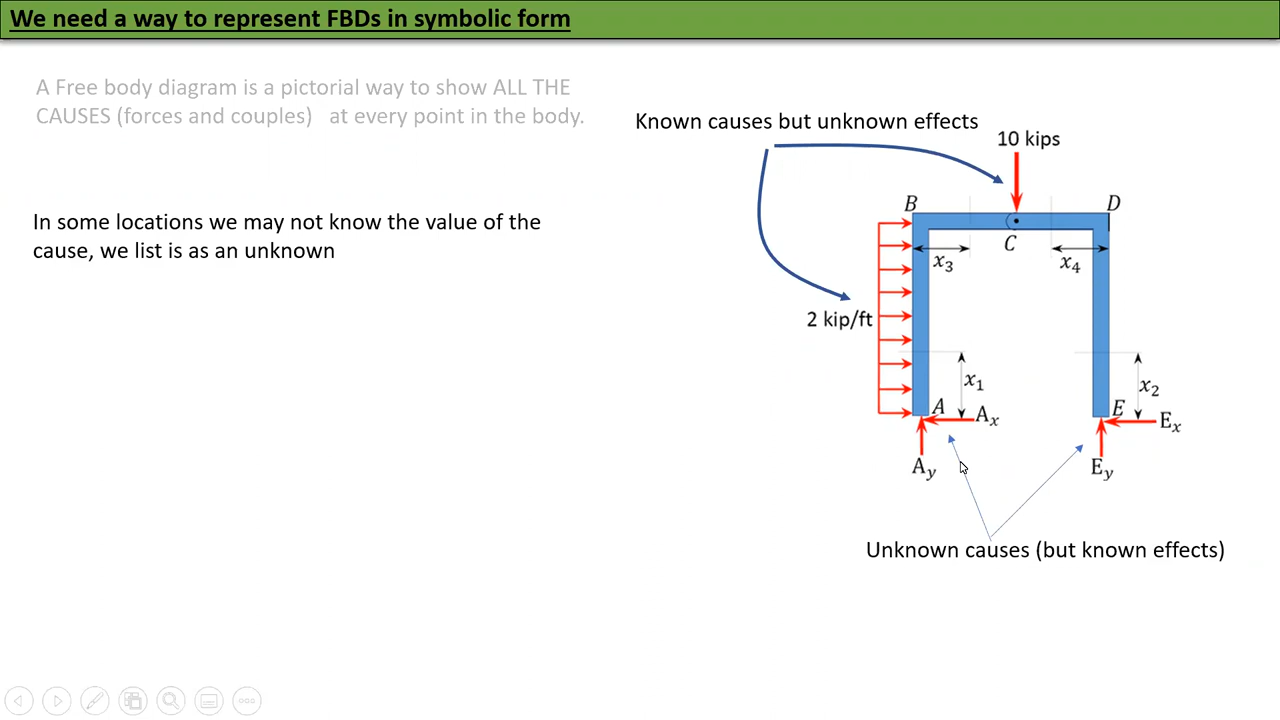 We need a way to represent FBDs in symbolic form
A Free body diagram is a pictorial way to show ALL THE
CAUSES (forces and couples) at every point in the body.
In some locations we may not know the value of the
cause, we list is as an unknown
Known causes but unknown effects
10 kips
B
D
C
x₃
x₄
2 kip/ft
x₁
x₂
A
Aₓ
E
Eₓ
A_y
E_y
Unknown causes (but known effects)